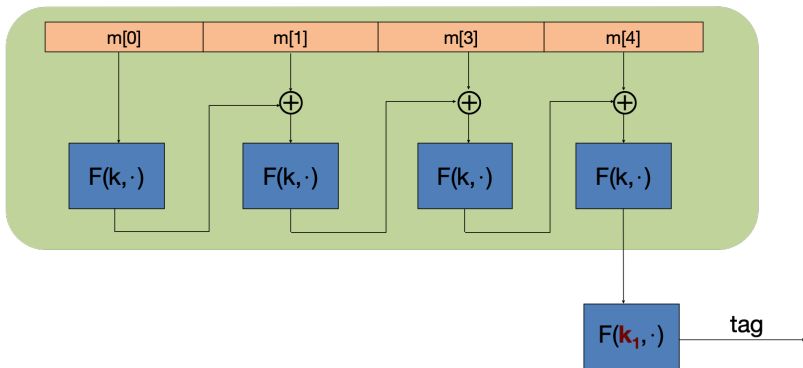 m[0] m[1] m[3] m[4]
F(k,·) F(k,·) F(k,·) F(k,·)
F(k₁,·) tag